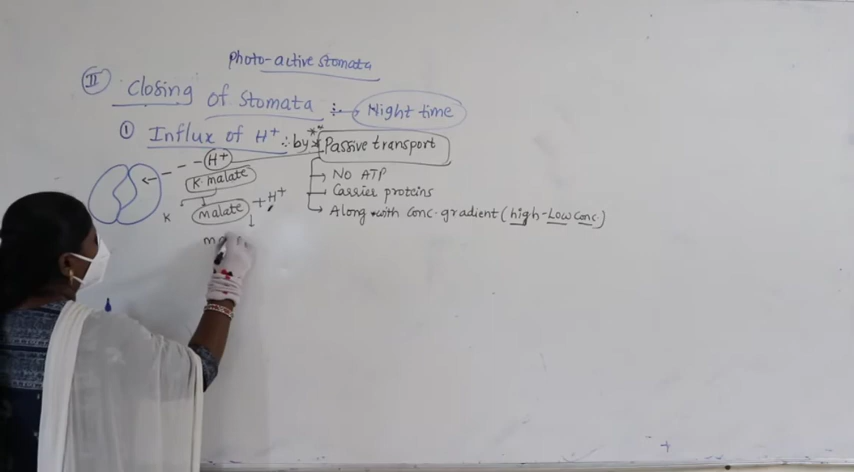 Photo-active stomata
II Closing of stomata ÷→ Night time
① Influx of H+ ∴ by ** Passive transport
H+
K-malate → No ATP
→ Carrier proteins
K malate + H+ → Along with conc. gradient (high-Low conc.)
ma